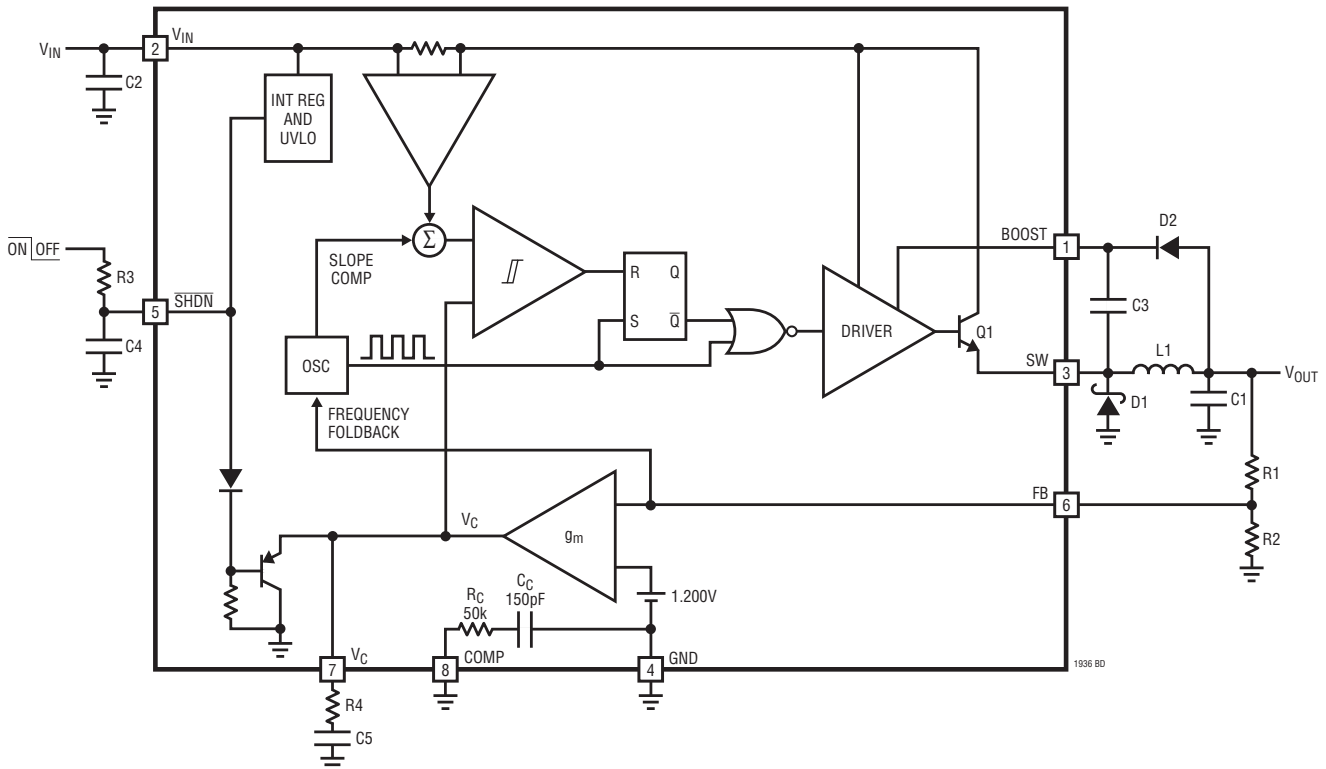 VIN
2
VIN
C2
INT REG
AND
UVLO
Σ
SLOPE
COMP
ON OFF
R3
5
SHDN
C4
R
Q
S
Q
OSC
FREQUENCY
FOLDBACK
DRIVER
Q1
BOOST
1
D2
C3
SW
3
L1
VOUT
D1
C1
R1
FB
6
R2
VC
gm
1.200V
RC
50k
CC
150pF
7
VC
8
COMP
4
GND
R4
C5
1936 BD